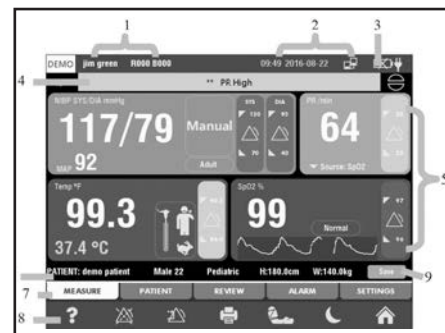 1 2 3
DEMO jim green R000 B000 09:49 2016-08-22
4 ** PR High
NIBP SYS/DIA mmHg SYS DIA PR /min
117/79 Manual 64
MAP 92 Adult Source: SpO2
5
Temp °F SpO2 %
99.3 99 97
Normal
37.4 °C 94
PATIENT: demo patient Male 22 Pediatric H:180.0cm W:140.0kg Save 9
7 MEASURE PATIENT REVIEW ALARM SETTINGS
8 ?